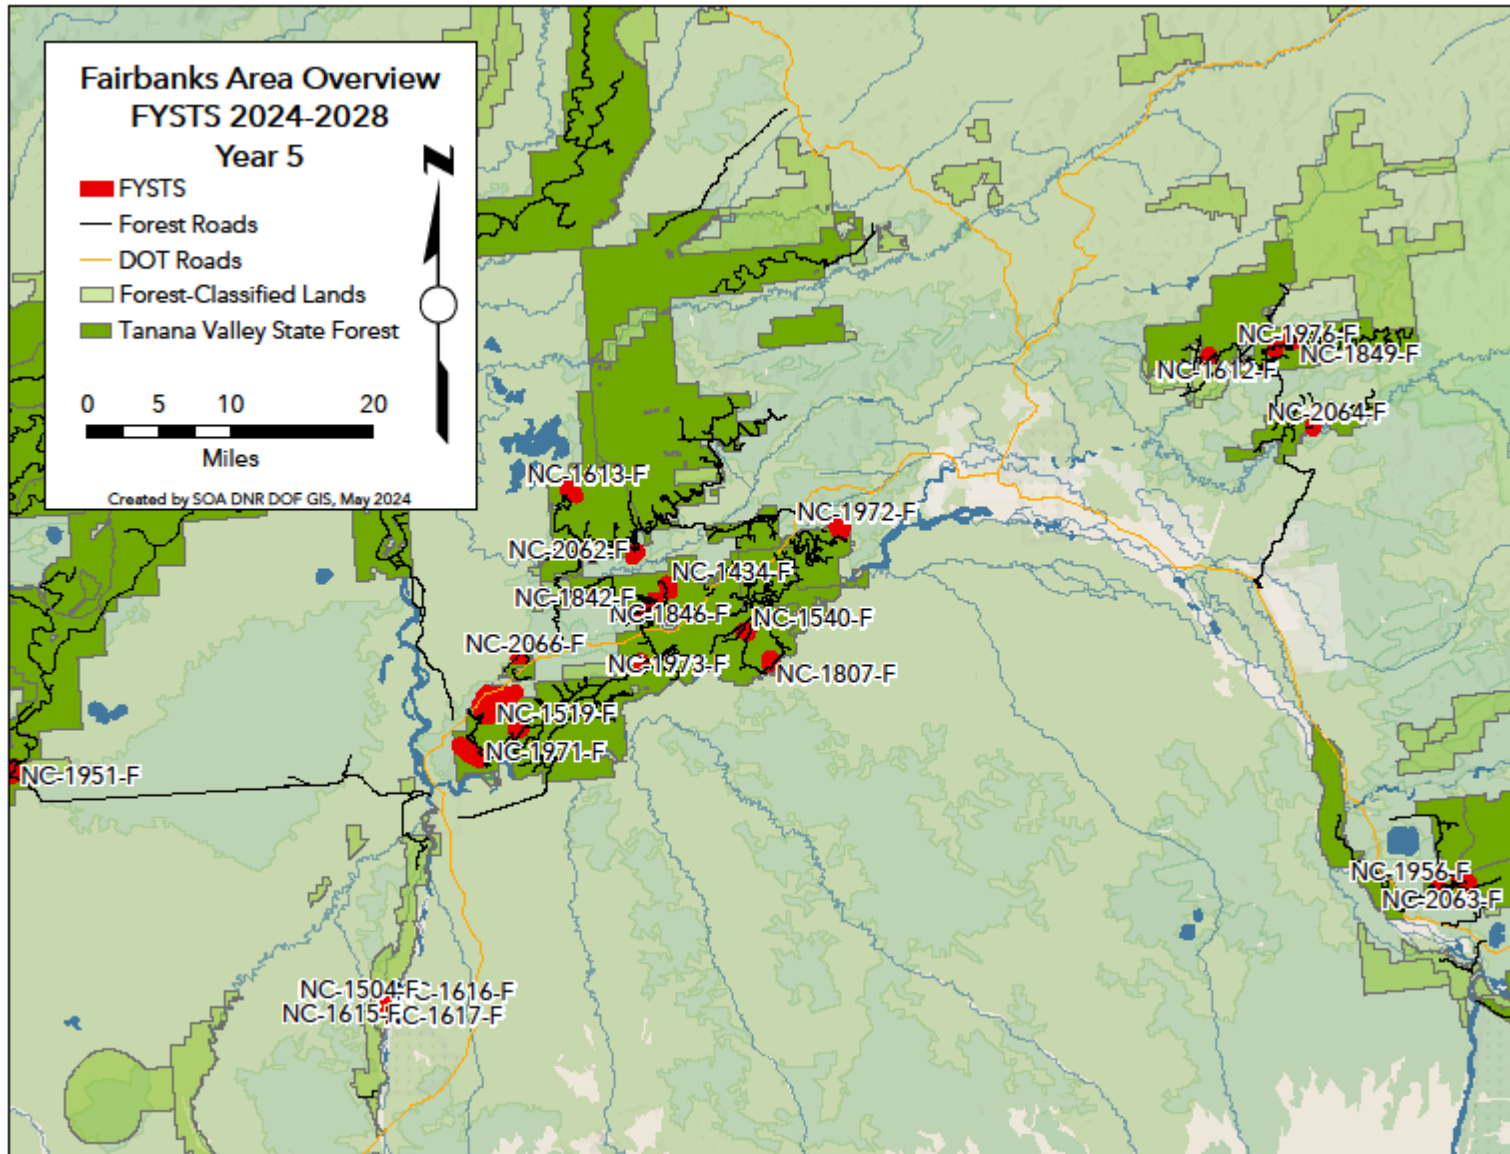 Fairbanks Area Overview
FYSTS 2024-2028
Year 5
N
FYSTS
Forest Roads
DOT Roads
Forest-Classified Lands
Tanana Valley State Forest
0 5 10 20
Miles
Created by SOA DNR DOF GIS, May 2024
NC-1976-F
NC-1849-F
NC-1612-F
NC-2064-F
NC-1613-F
NC-1972-F
NC-2062-F
NC-1434-F
NC-1842-F
NC-1846-F
NC-1540-F
NC-2066-F
NC-1973-F
NC-1807-F
NC-1519-F
NC-1971-F
NC-1951-F
NC-1956-F
NC-2063-F
NC-1504-F
C-1616-F
NC-1615-F
NC-1617-F